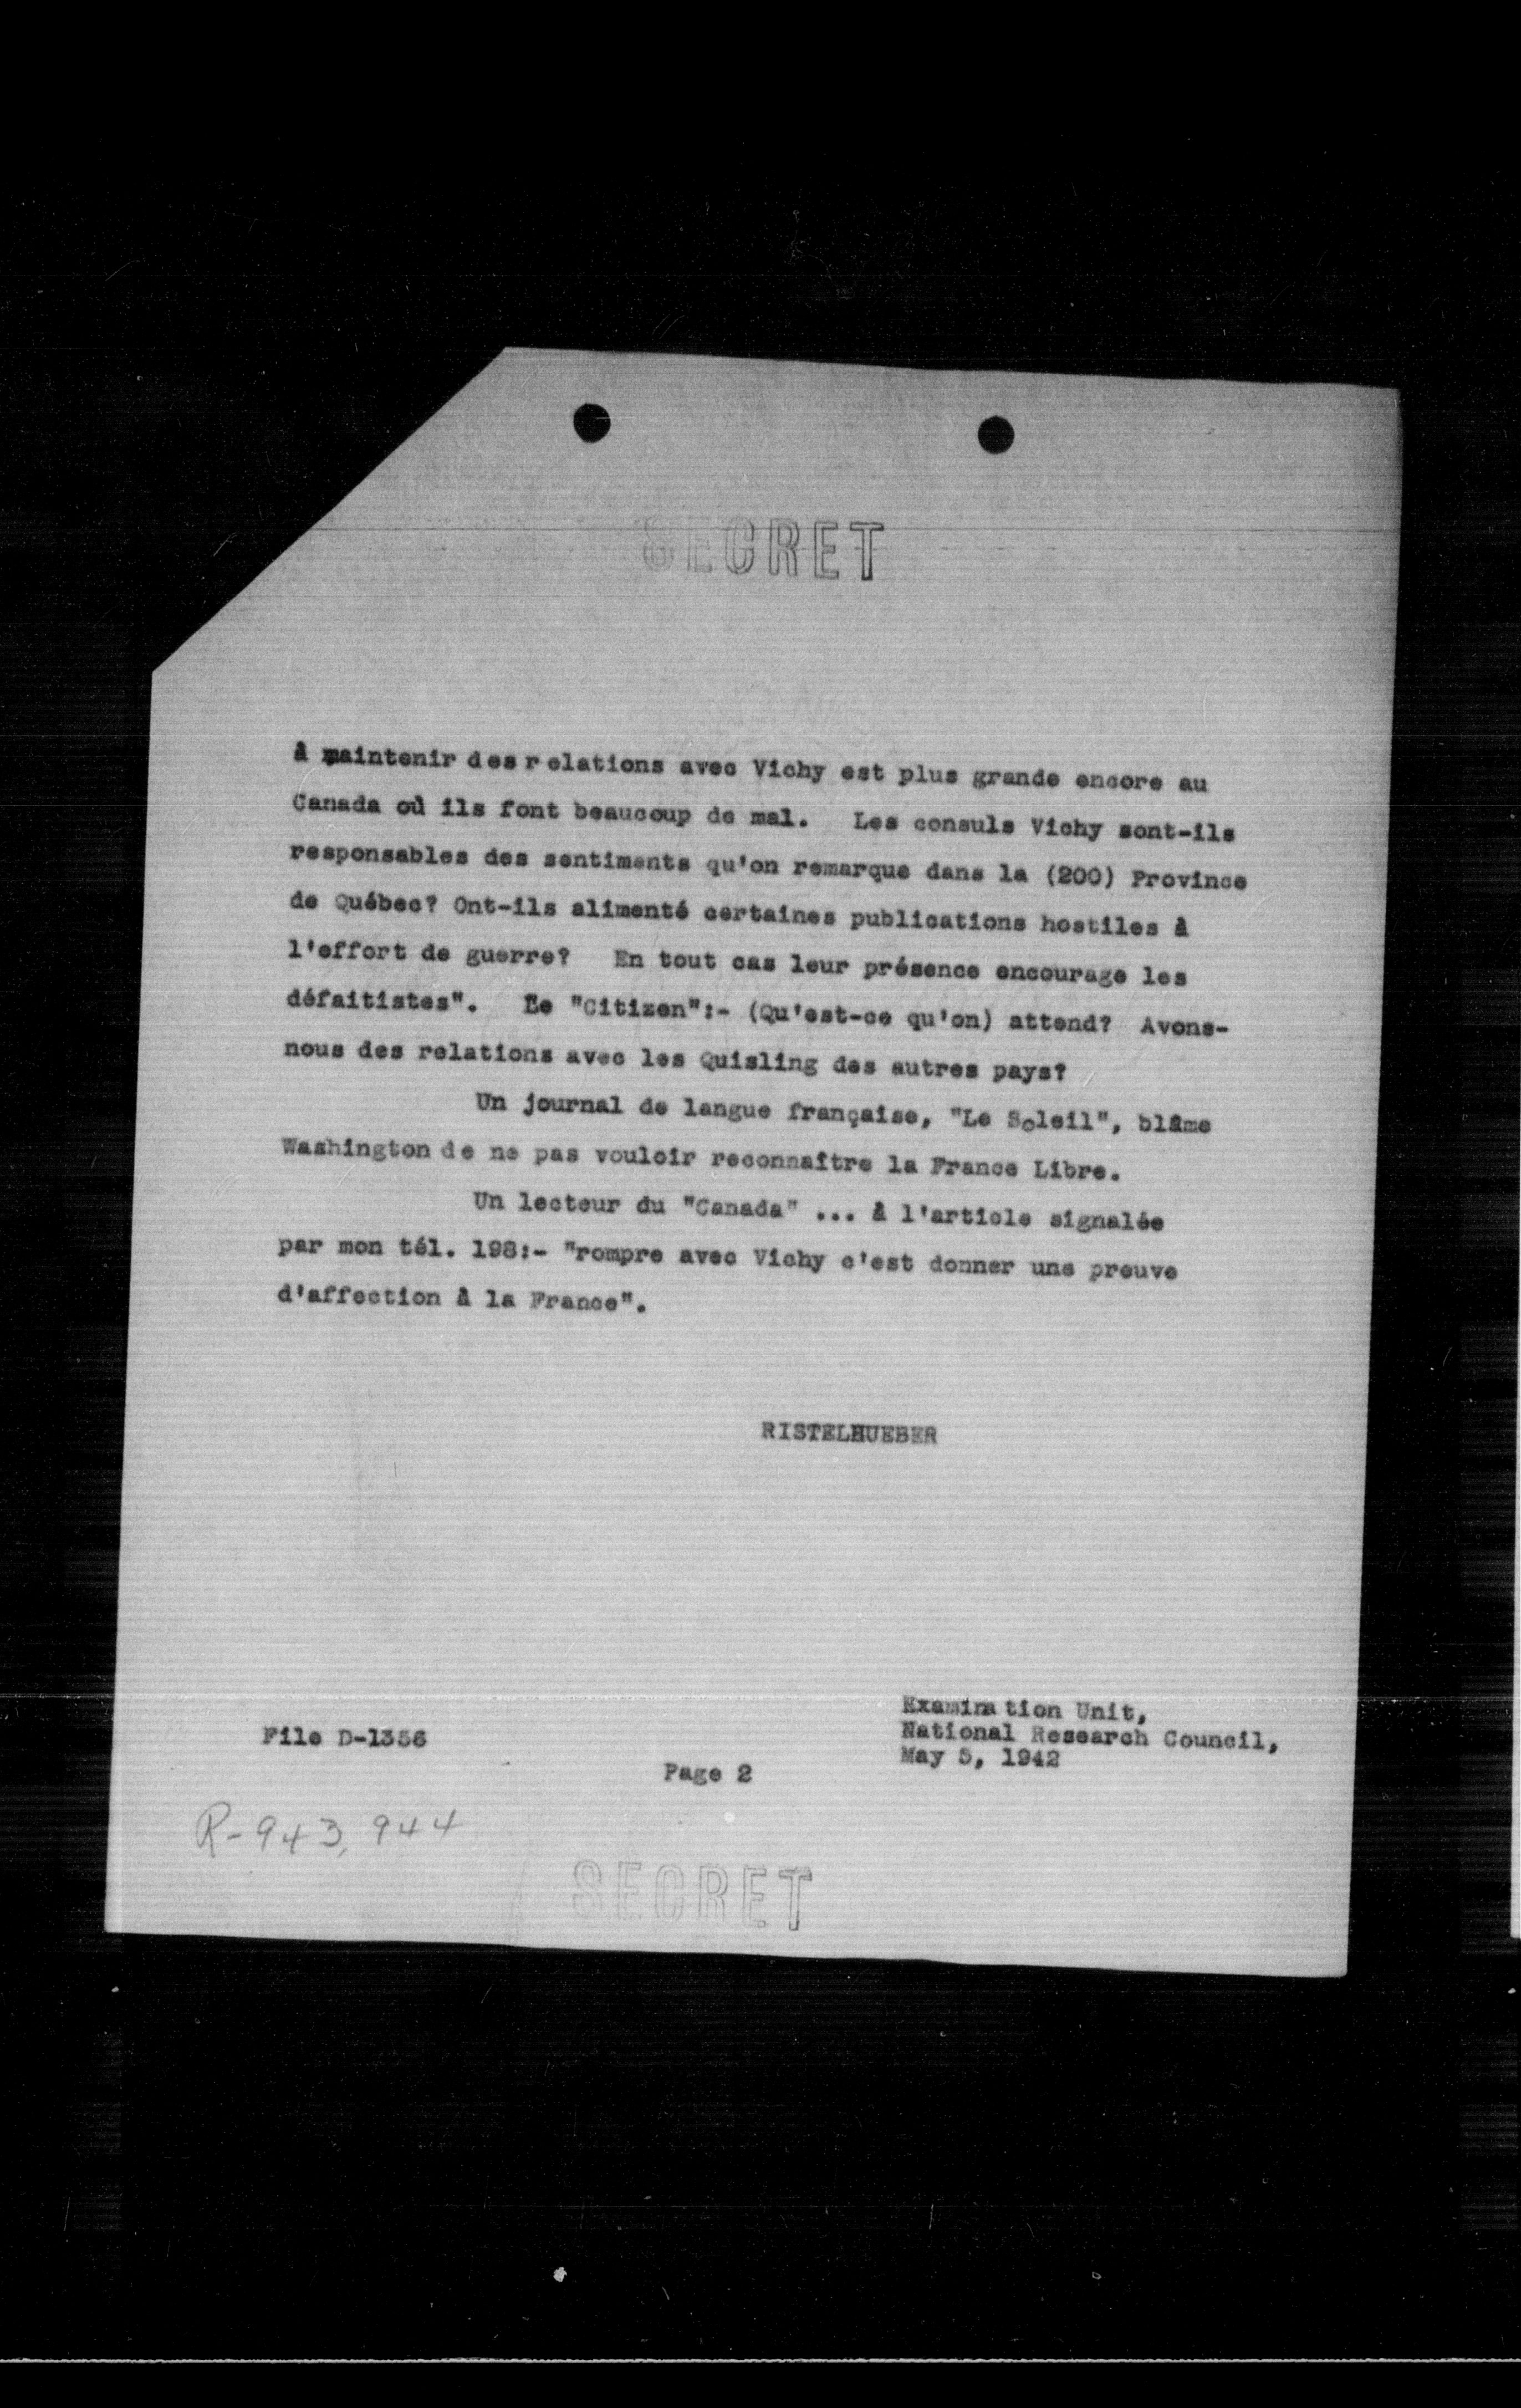 SECRET
à maintenir des relations avec Vichy est plus grande encore au
Canada où ils font beaucoup de mal. Les consuls Vichy sont-ils
responsables des sentiments qu'on remarque dans la (200) Province
de Québec? Ont-ils alimenté certaines publications hostiles à
l'effort de guerre? En tout cas leur présence encourage les
défaitistes". Le "Citizen":- (Qu'est-ce qu'on) attend? Avons-
nous des relations avec les Quisling des autres pays?
Un journal de langue française, "Le Soleil", blâme
Washington de ne pas vouloir reconnaître la France Libre.
Un lecteur du "Canada" ... à l'article signalée
par mon tél. 198:- "rompre avec Vichy c'est donner une preuve
d'affection à la France".
RISTELHUEBER
Examination Unit,
National Research Council,
May 5, 1942
File D-1356
Page 2
R-943, 944
SECRET